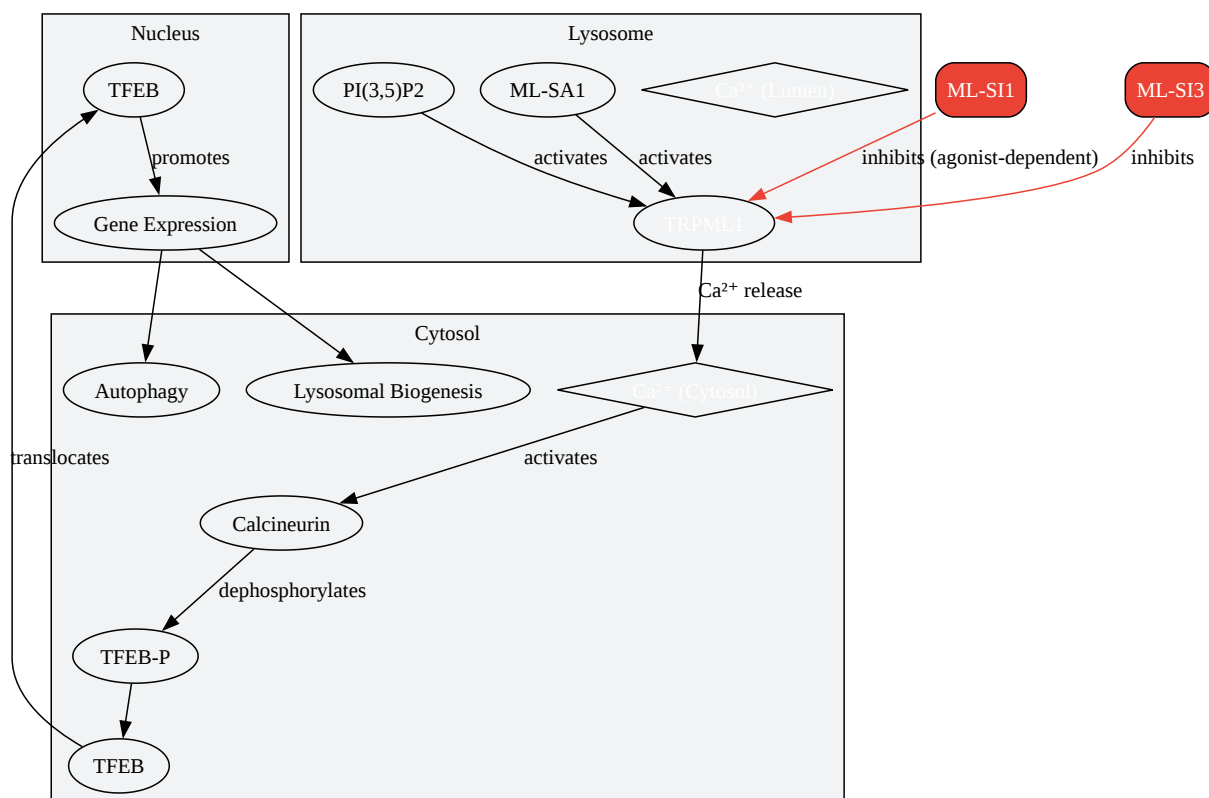 Nucleus
Lysosome
TFEB
PI(3,5)P2
ML-SA1
Ca²⁺ (Lumen)
ML-SI1
ML-SI3
promotes
activates
activates
inhibits (agonist-dependent)
inhibits
Gene Expression
TRPML1
Ca²⁺ release
Cytosol
Autophagy
Lysosomal Biogenesis
Ca²⁺ (Cytosol)
translocates
activates
Calcineurin
dephosphorylates
TFEB-P
TFEB